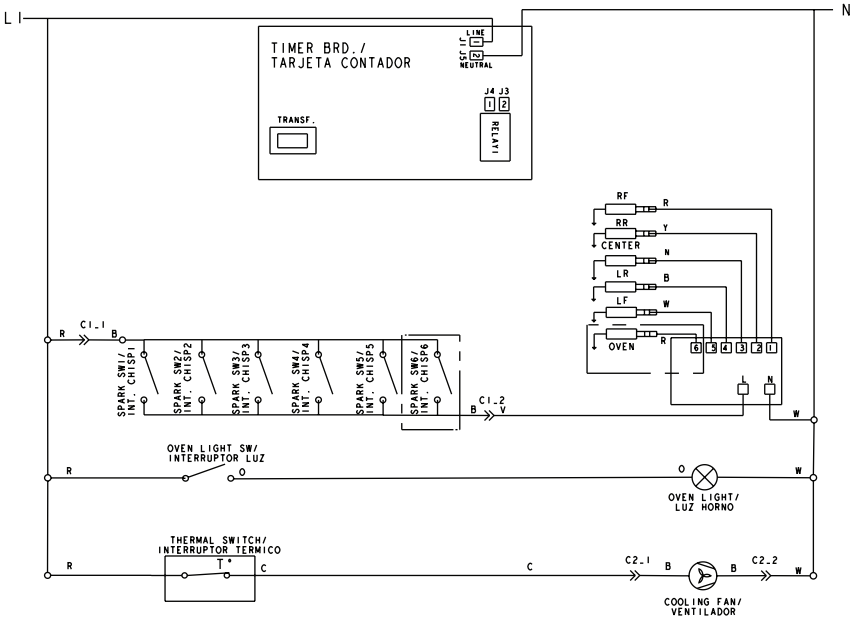 L1
N
TIMER BRD./
TARJETA CONTADOR
LINE
J1
1
J5
2
NEUTRAL
J4 J3
1 2
RELAY1
TRANSF.
RF
R
RR
Y
CENTER
N
LR
B
LF
W
OVEN
R
6 5 4 3 2 1
L N
W
R
C1_1
B
SPARK SW1/
INT. CHISP1
SPARK SW2/
INT. CHISP2
SPARK SW3/
INT. CHISP3
SPARK SW4/
INT. CHISP4
SPARK SW5/
INT. CHISP5
SPARK SW6/
INT. CHISP6
B
C1_2
V
OVEN LIGHT SW/
INTERRUPTOR LUZ
R
O
O
W
OVEN LIGHT/
LUZ HORNO
THERMAL SWITCH/
INTERRUPTOR TERMICO
R
T°
C
C
C2_1
B
B
C2_2
W
COOLING FAN/
VENTILADOR